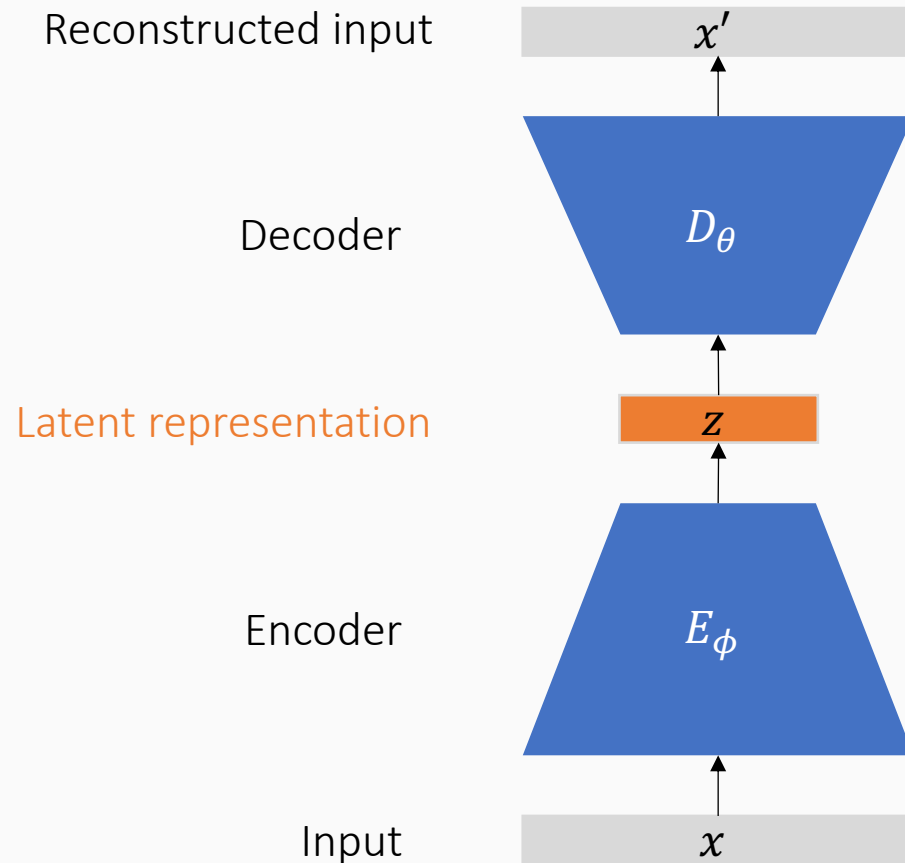 Reconstructed input
x′
Decoder
D_θ
Latent representation
z
Encoder
E_ϕ
Input
x